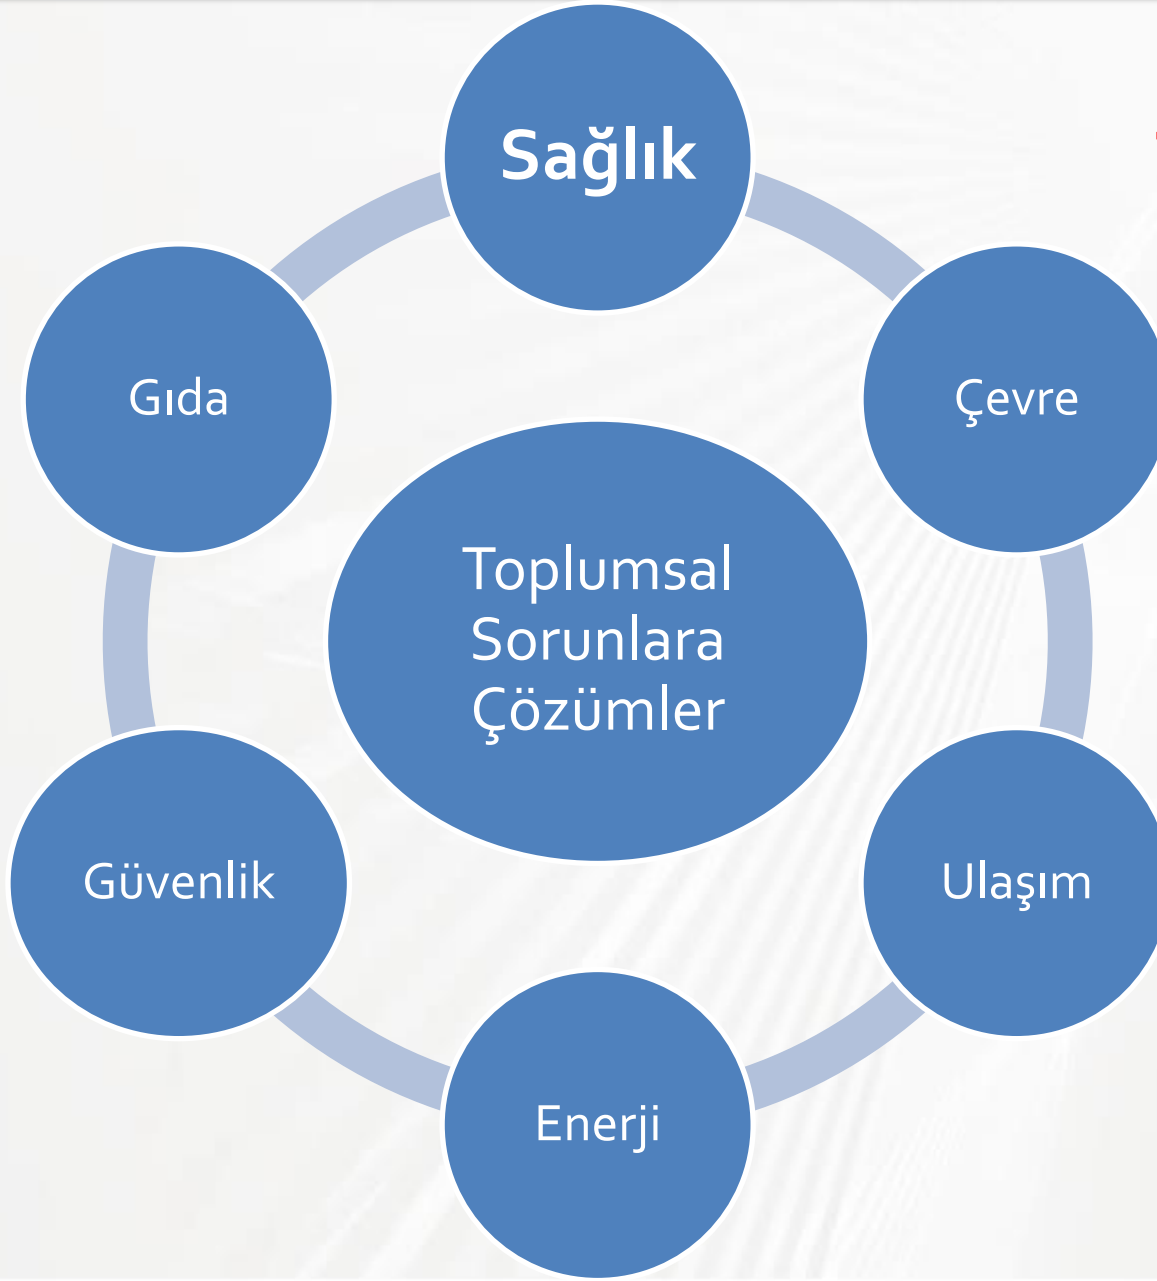 Sağlık
Gıda
Çevre
Toplumsal
Sorunlara
Çözümler
Güvenlik
Ulaşım
Enerji